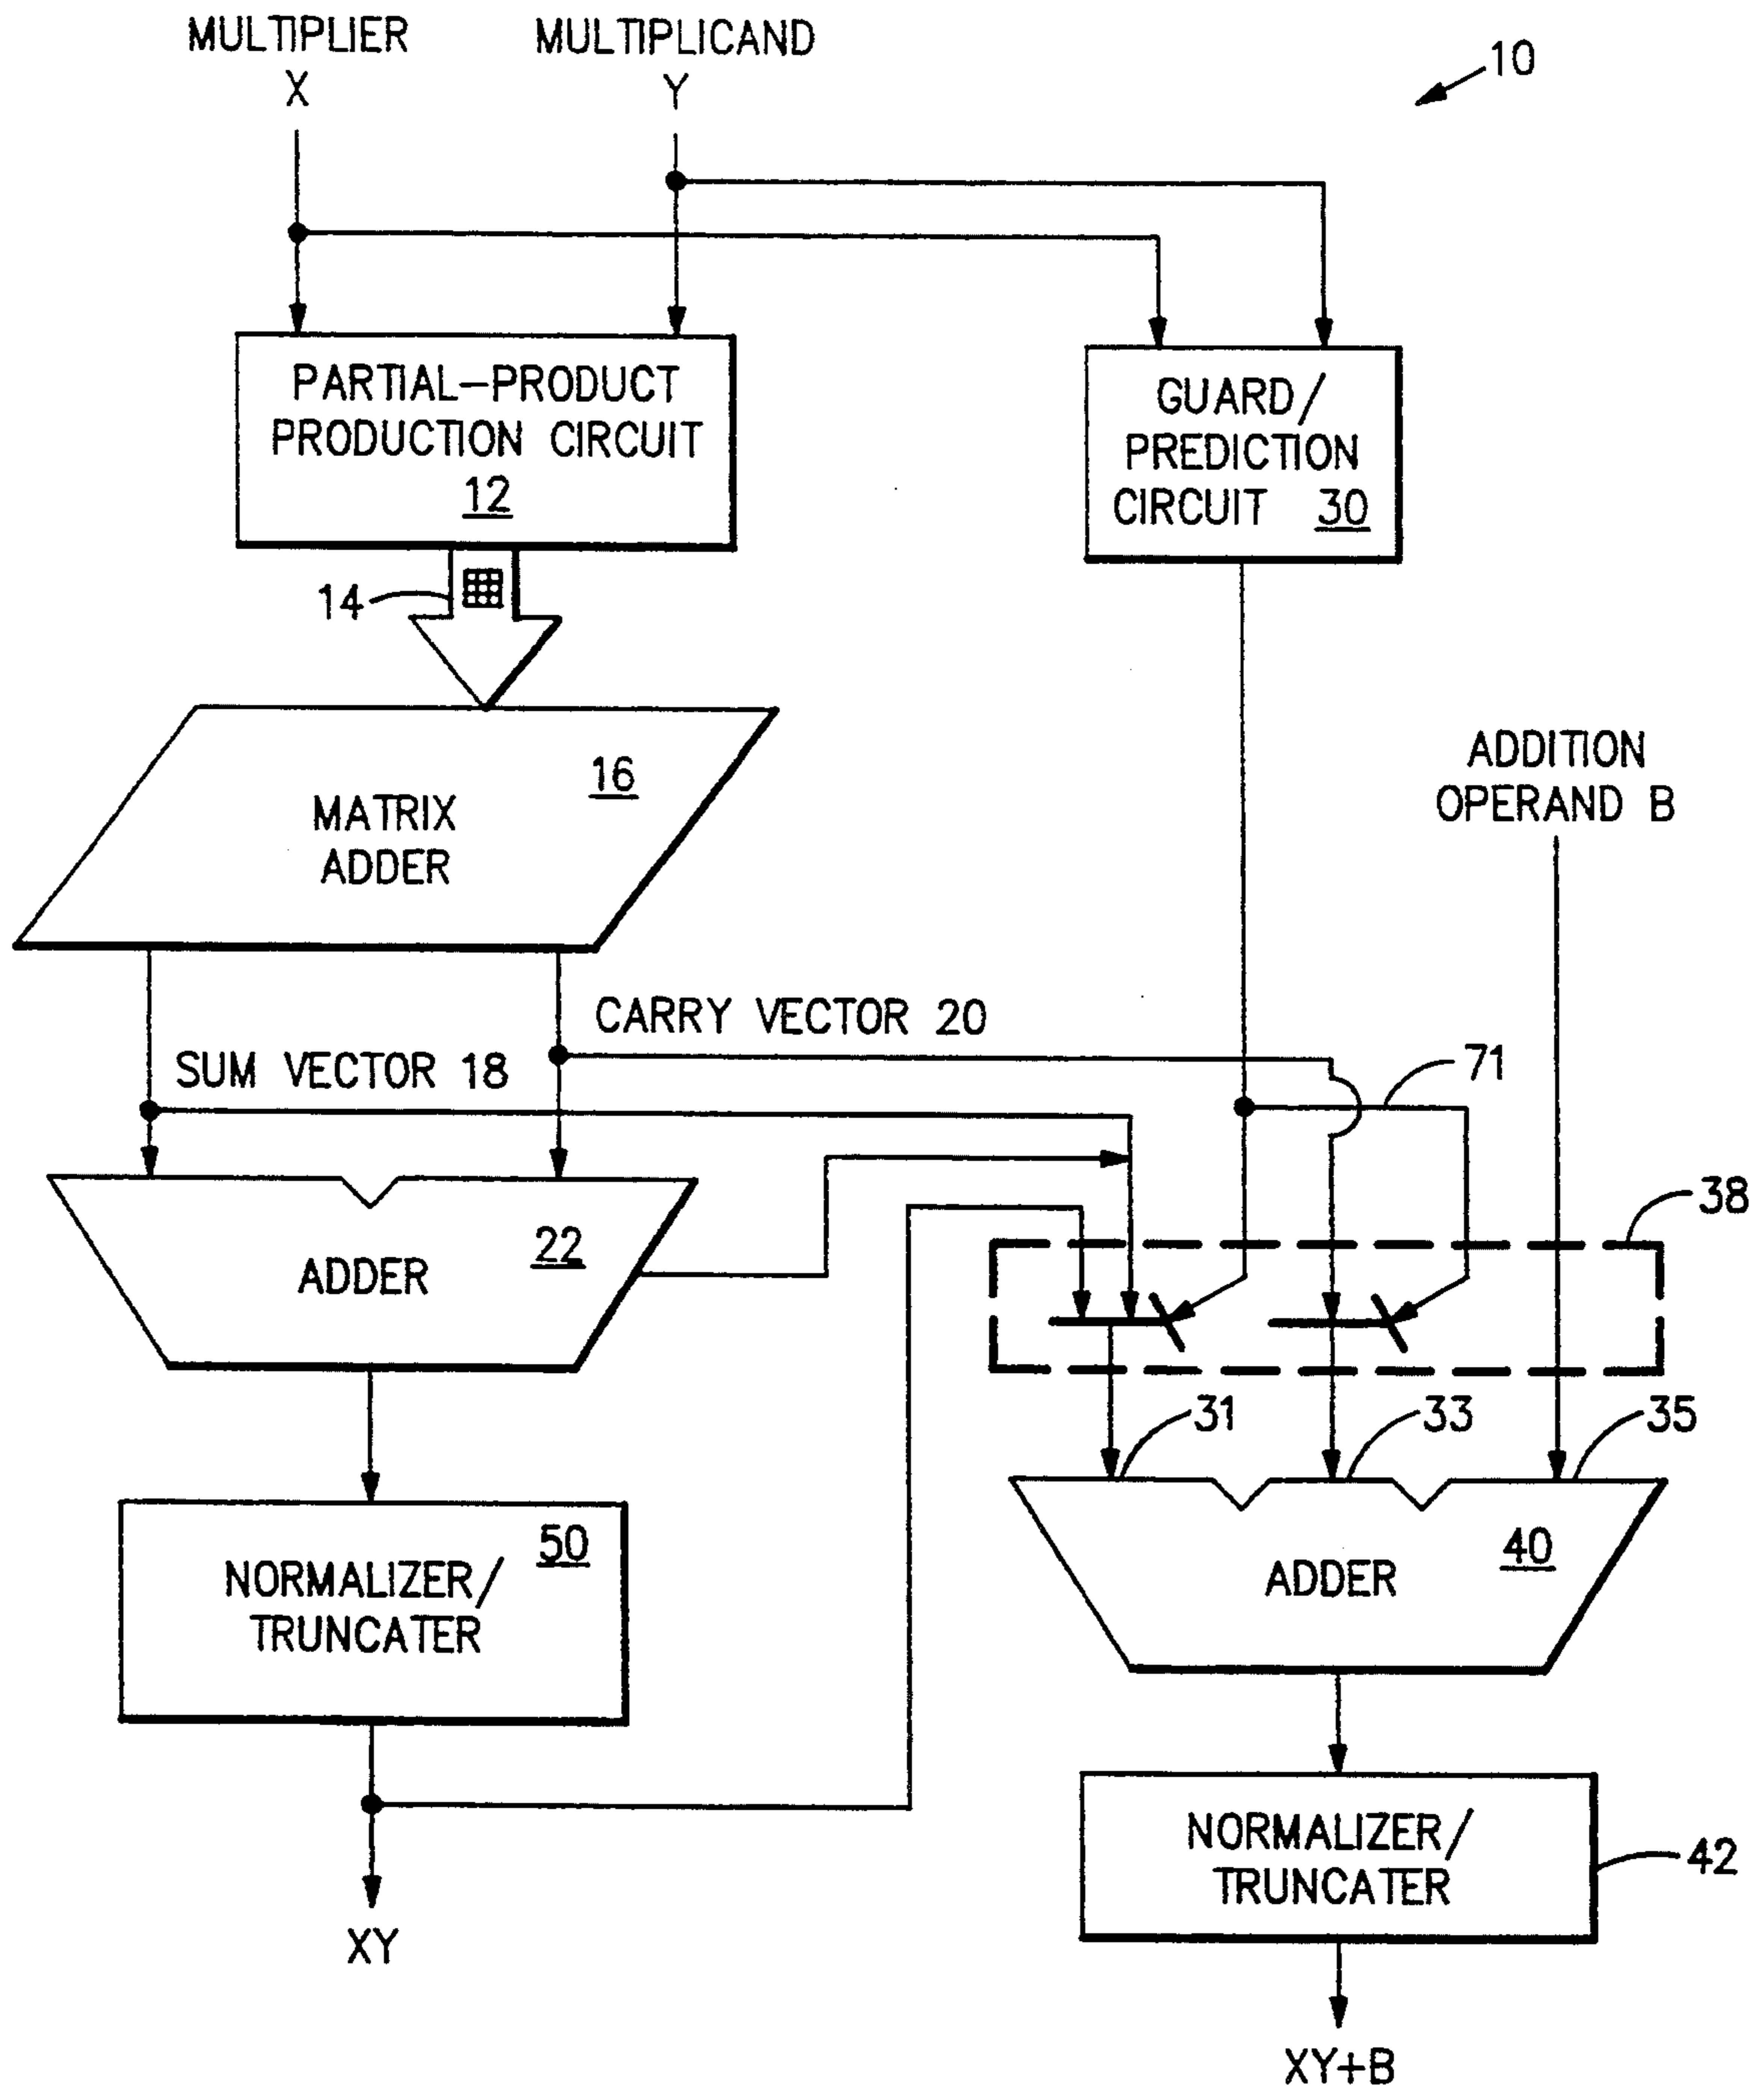 MULTIPLIER
X
MULTIPLICAND
Y
10
PARTIAL-PRODUCT
PRODUCTION CIRCUIT
12
GUARD/
PREDICTION
CIRCUIT 30
14
16
MATRIX
ADDER
ADDITION
OPERAND B
CARRY VECTOR 20
SUM VECTOR 18
71
38
22
ADDER
31
33
35
50
NORMALIZER/
TRUNCATER
40
ADDER
NORMALIZER/
TRUNCATER
42
XY
XY+B